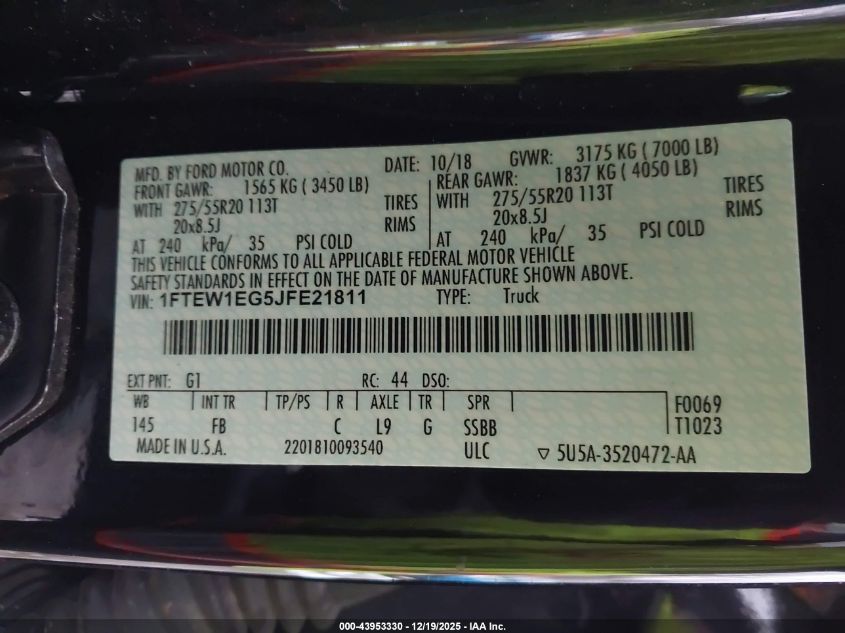 MFD. BY FORD MOTOR CO. DATE: 10/18 GVWR: 3175 KG ( 7000 LB)
FRONT GAWR: 1565 KG ( 3450 LB) REAR GAWR: 1837 KG ( 4050 LB)
WITH 275/55R20 113T TIRES WITH 275/55R20 113T TIRES
20x8.5J RIMS 20x8.5J RIMS
AT 240 kPa/ 35 PSI COLD AT 240 kPa/ 35 PSI COLD
THIS VEHICLE CONFORMS TO ALL APPLICABLE FEDERAL MOTOR VEHICLE
SAFETY STANDARDS IN EFFECT ON THE DATE OF MANUFACTURE SHOWN ABOVE.
VIN: 1FTEW1EG5JFE21811 TYPE: Truck
EXT PNT: G1 RC: 44 DSO:
WB INT TR TP/PS R AXLE TR SPR F0069
145 FB C L9 G SSBB T1023
MADE IN U.S.A. 2201810093540 ULC ▽ 5U5A-3520472-AA
000-43953330 - 12/19/2025 - IAA Inc.